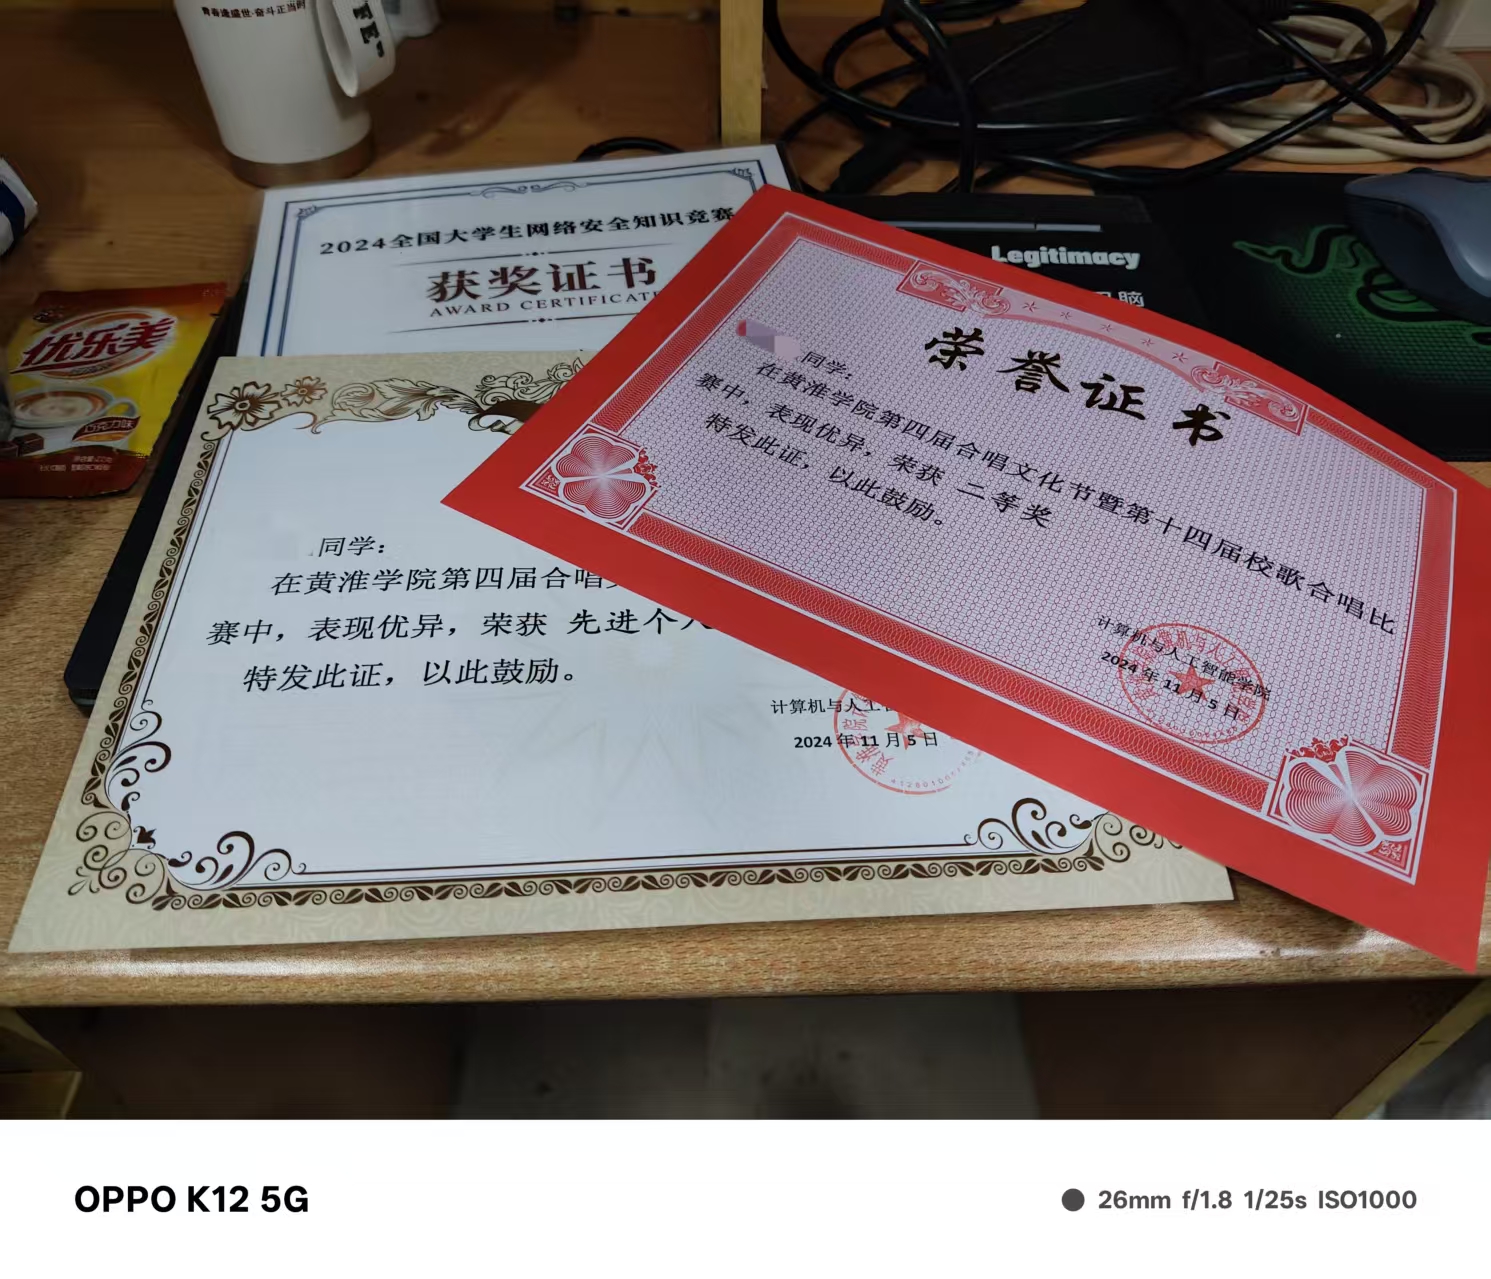 青春逢盛世·奋斗正当时
2024全国大学生网络安全知识竞赛
获奖证书
AWARD CERTIFICATE
Legitimacy
脑
优乐美
巧克力味
荣誉证书
同学:
在黄淮学院第四届合唱文化节暨第十四届校歌合唱比
赛中,表现优异,荣获 二等奖
特发此证,以此鼓励。
计算机与人工智能学院
2024年11月5日
同学:
在黄淮学院第四届合唱
赛中,表现优异,荣获 先进个人
特发此证,以此鼓励。
计算机与人工
2024年11月5日
OPPO K12 5G
26mm f/1.8 1/25s ISO1000